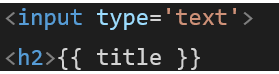 <input type='text'>
<h2>{{ title }}